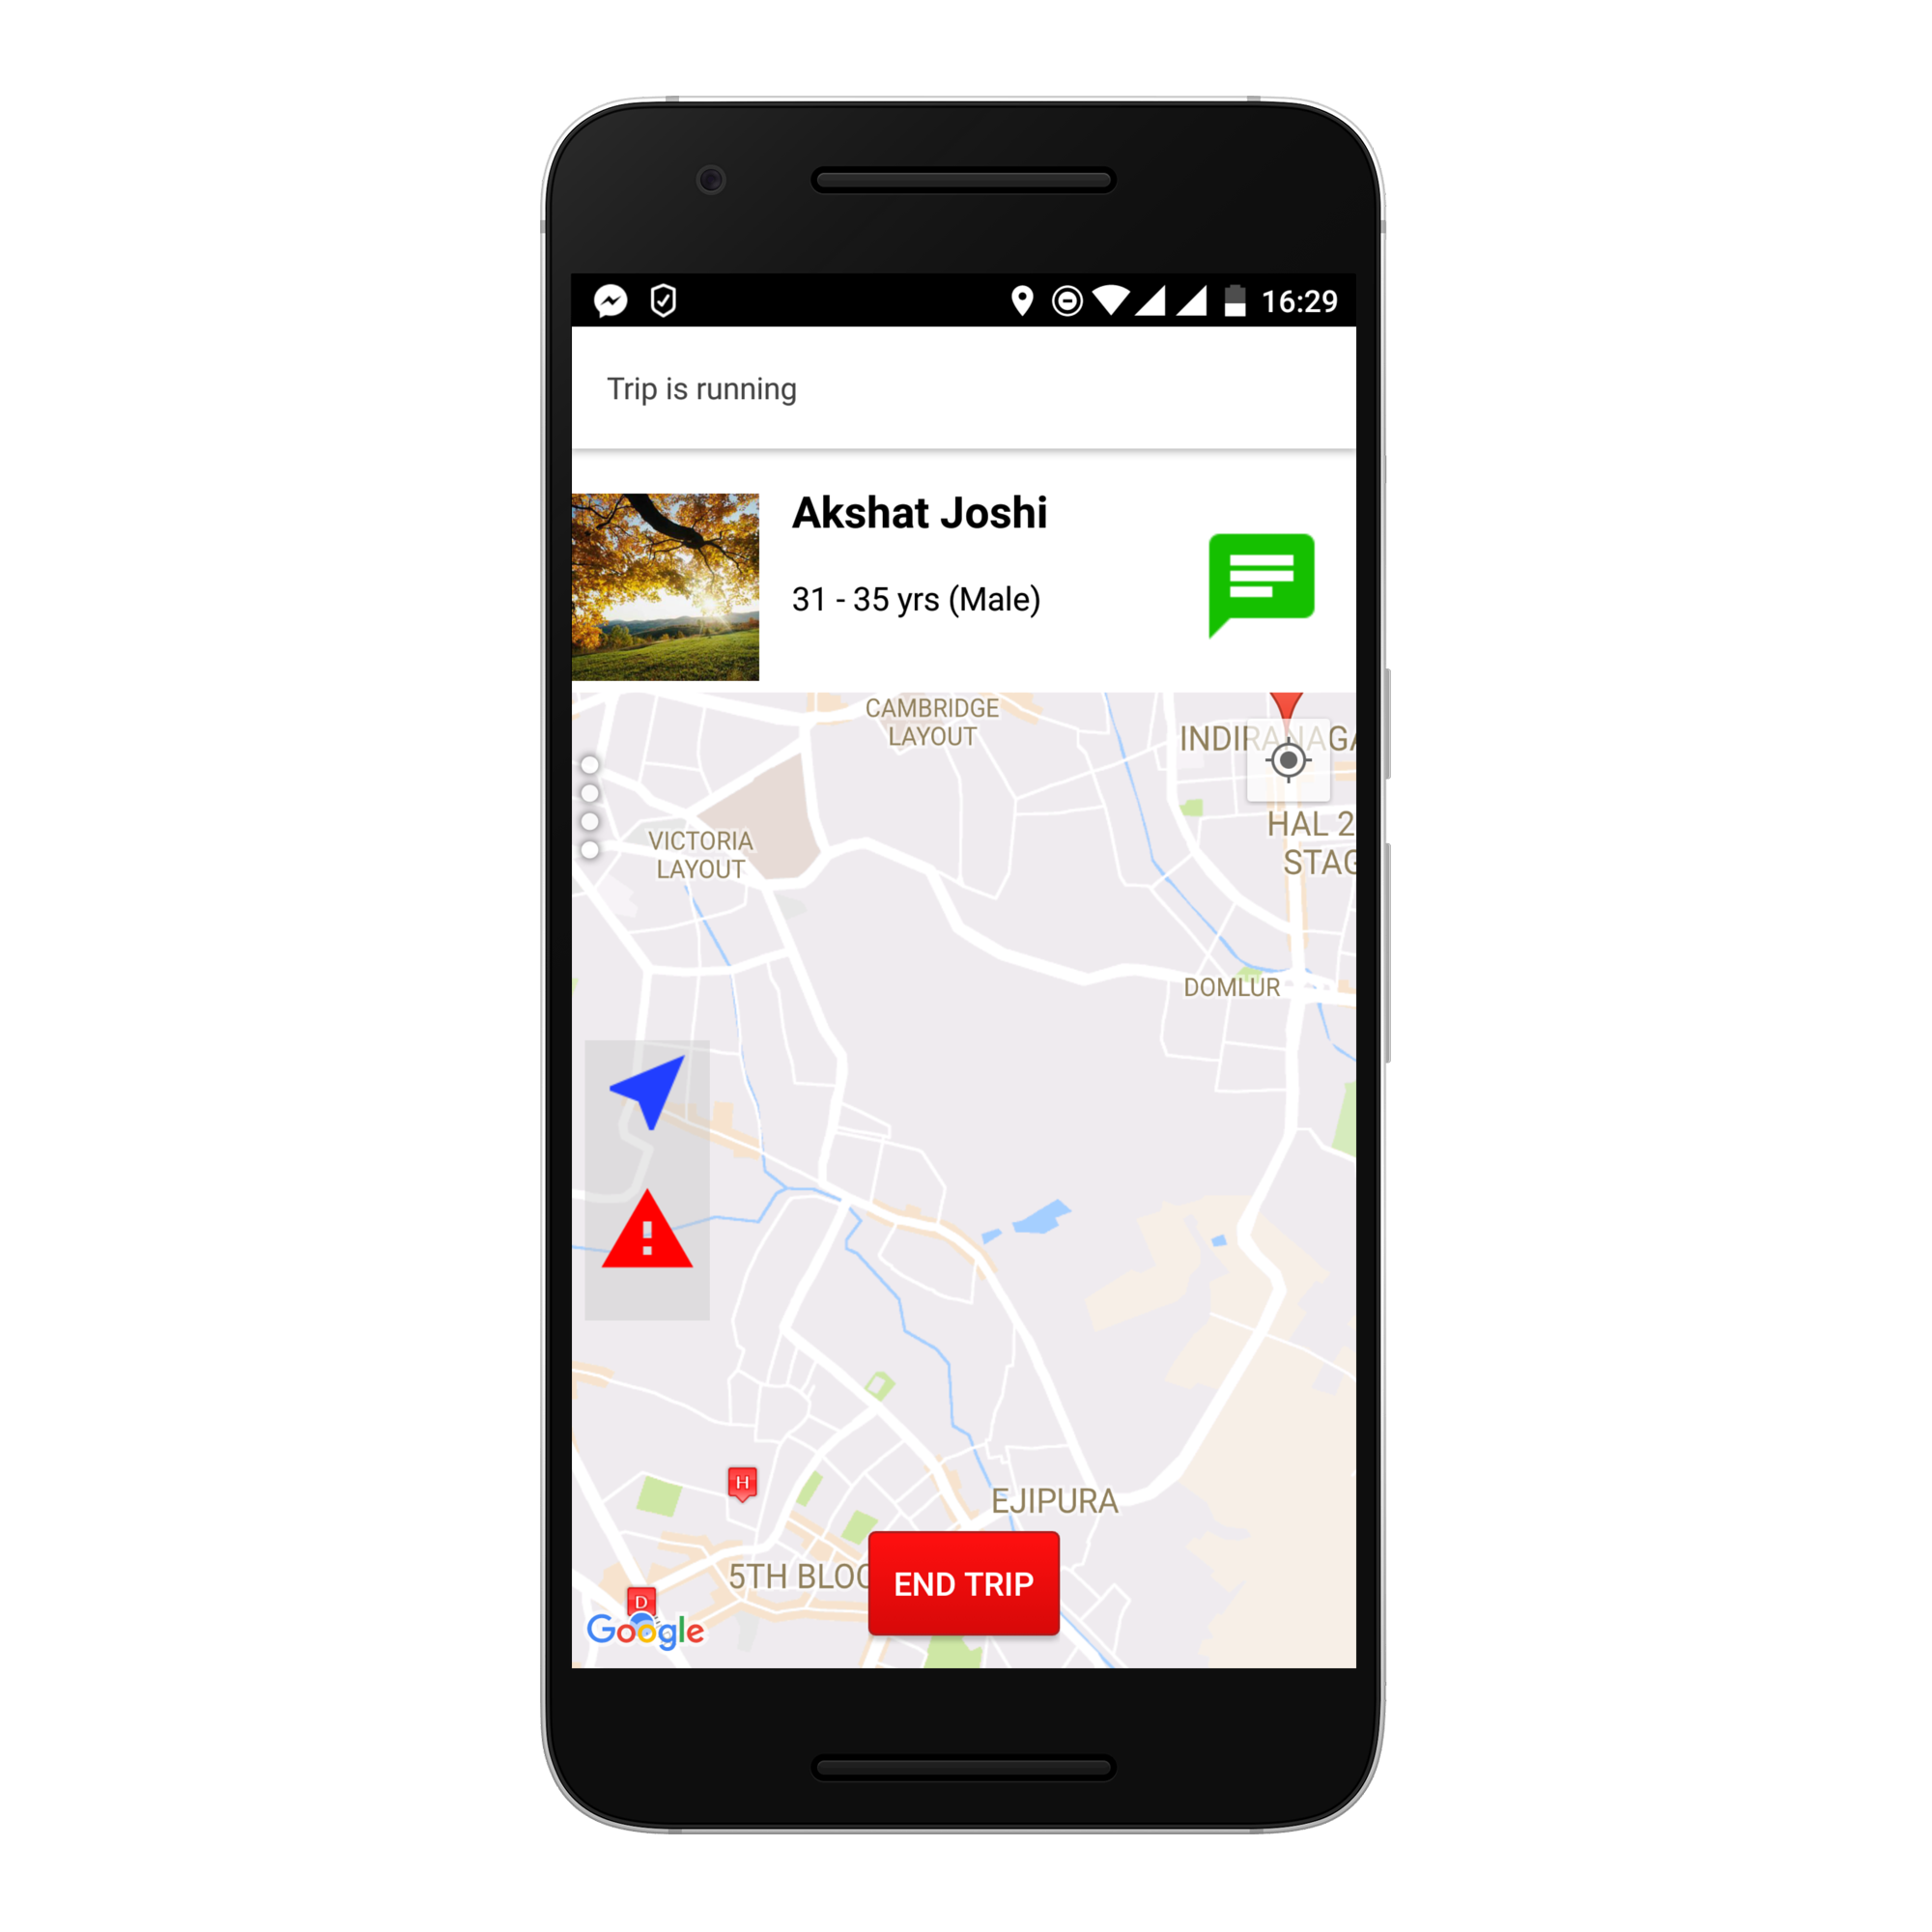 16:29
Trip is running
Akshat Joshi
31 - 35 yrs (Male)
CAMBRIDGE
LAYOUT
INDIRANAGA
HAL 2
STAG
VICTORIA
LAYOUT
DOMLUR
H
EJIPURA
5TH BLOC
END TRIP
D
Google